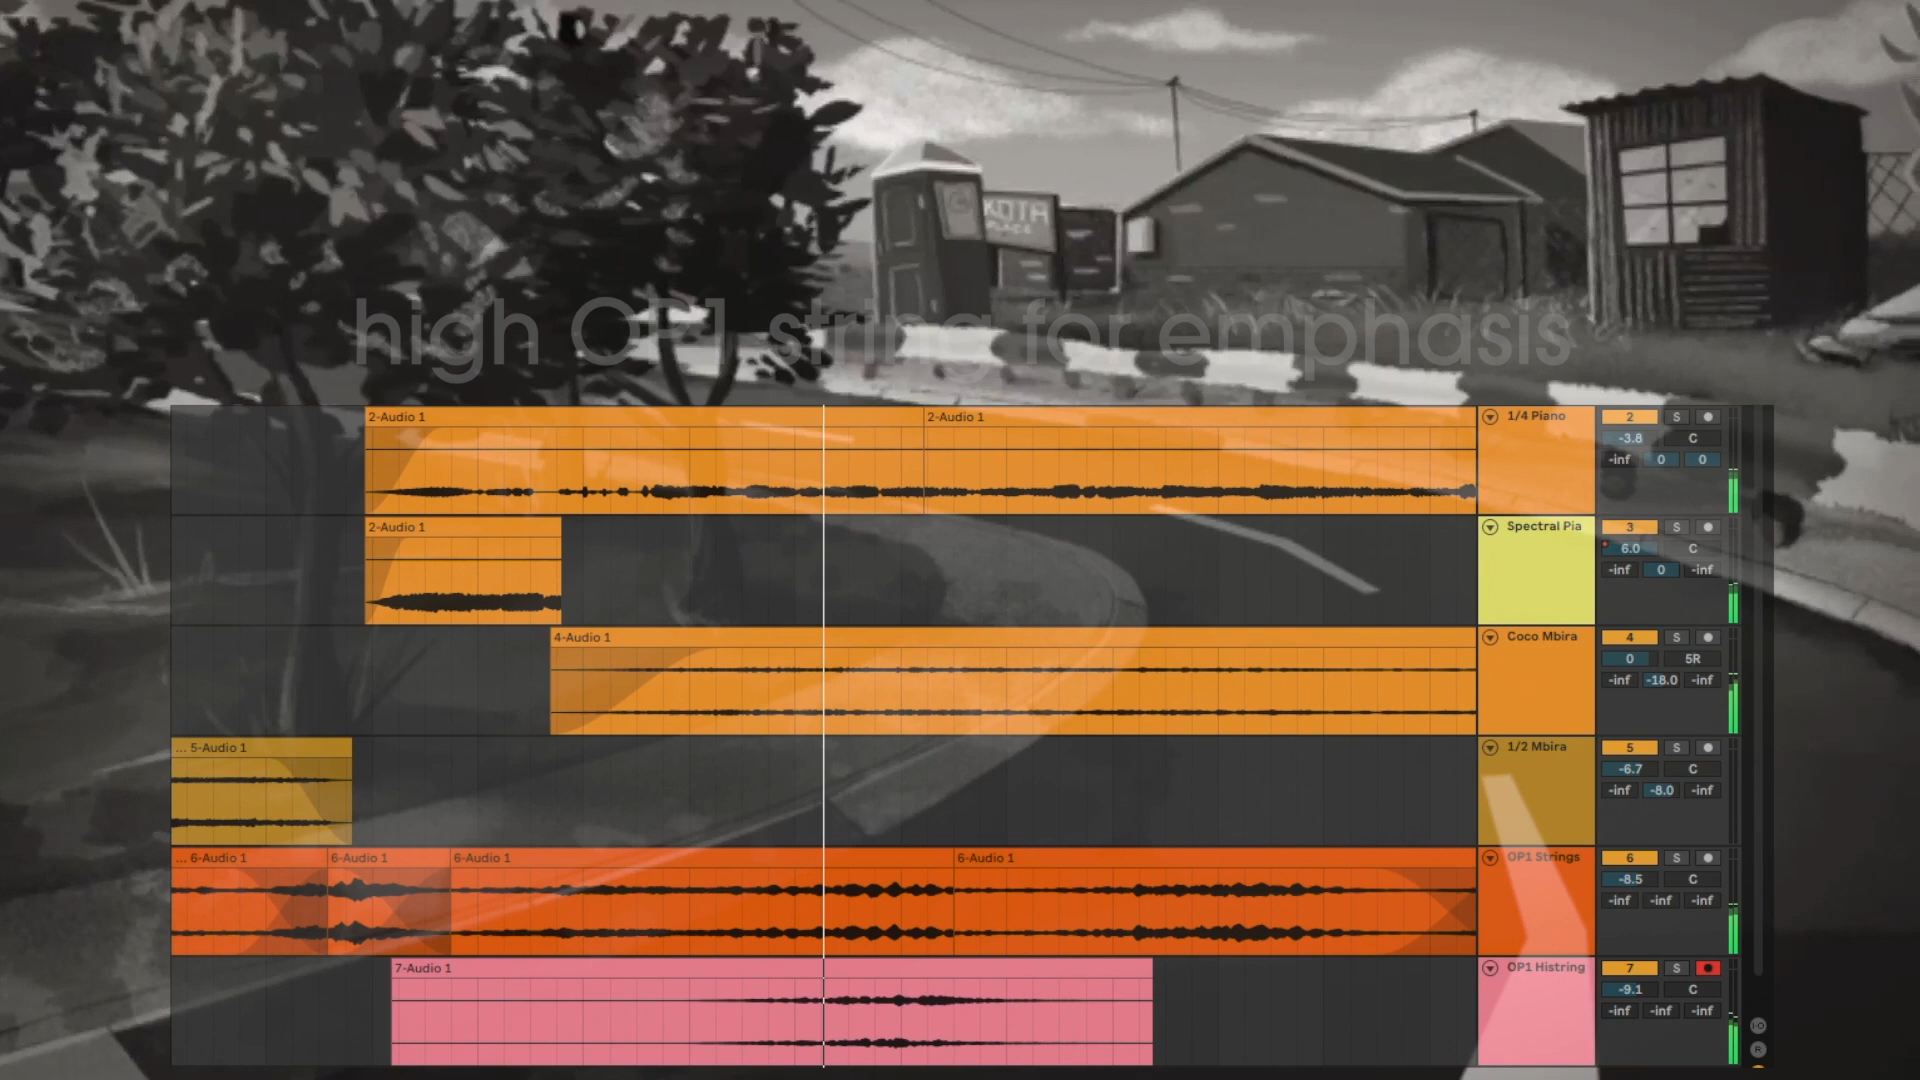 KOTA
PLACE
high OP1 string for emphasis
2-Audio 1
2-Audio 1
1/4 Piano
2
S
-3.8
C
-inf
0
0
2-Audio 1
Spectral Pia
3
S
6.0
C
-inf
0
-inf
4-Audio 1
Coco Mbira
4
S
0
5R
-inf
-18.0
-inf
... 5-Audio 1
1/2 Mbira
5
S
-6.7
C
-inf
-8.0
-inf
... 6-Audio 1
6-Audio 1
6-Audio 1
6-Audio 1
OP1 Strings
6
S
-8.5
C
-inf
-inf
-inf
7-Audio 1
OP1 Histring
7
S
-9.1
C
-inf
-inf
-inf
I·O
R